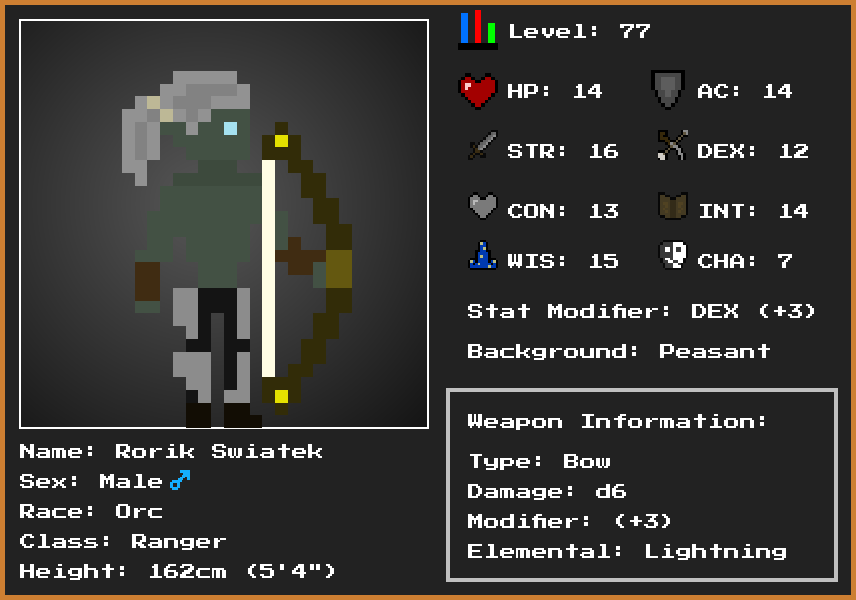 Level: 77
HP: 14 AC: 14
STR: 16 DEX: 12
CON: 13 INT: 14
WIS: 15 CHA: 7
Stat Modifier: DEX (+3)
Background: Peasant
Weapon Information:
Type: Bow
Damage: d6
Modifier: (+3)
Elemental: Lightning
Name: Rorik Swiatek
Sex: Male ♂
Race: Orc
Class: Ranger
Height: 162cm (5'4")